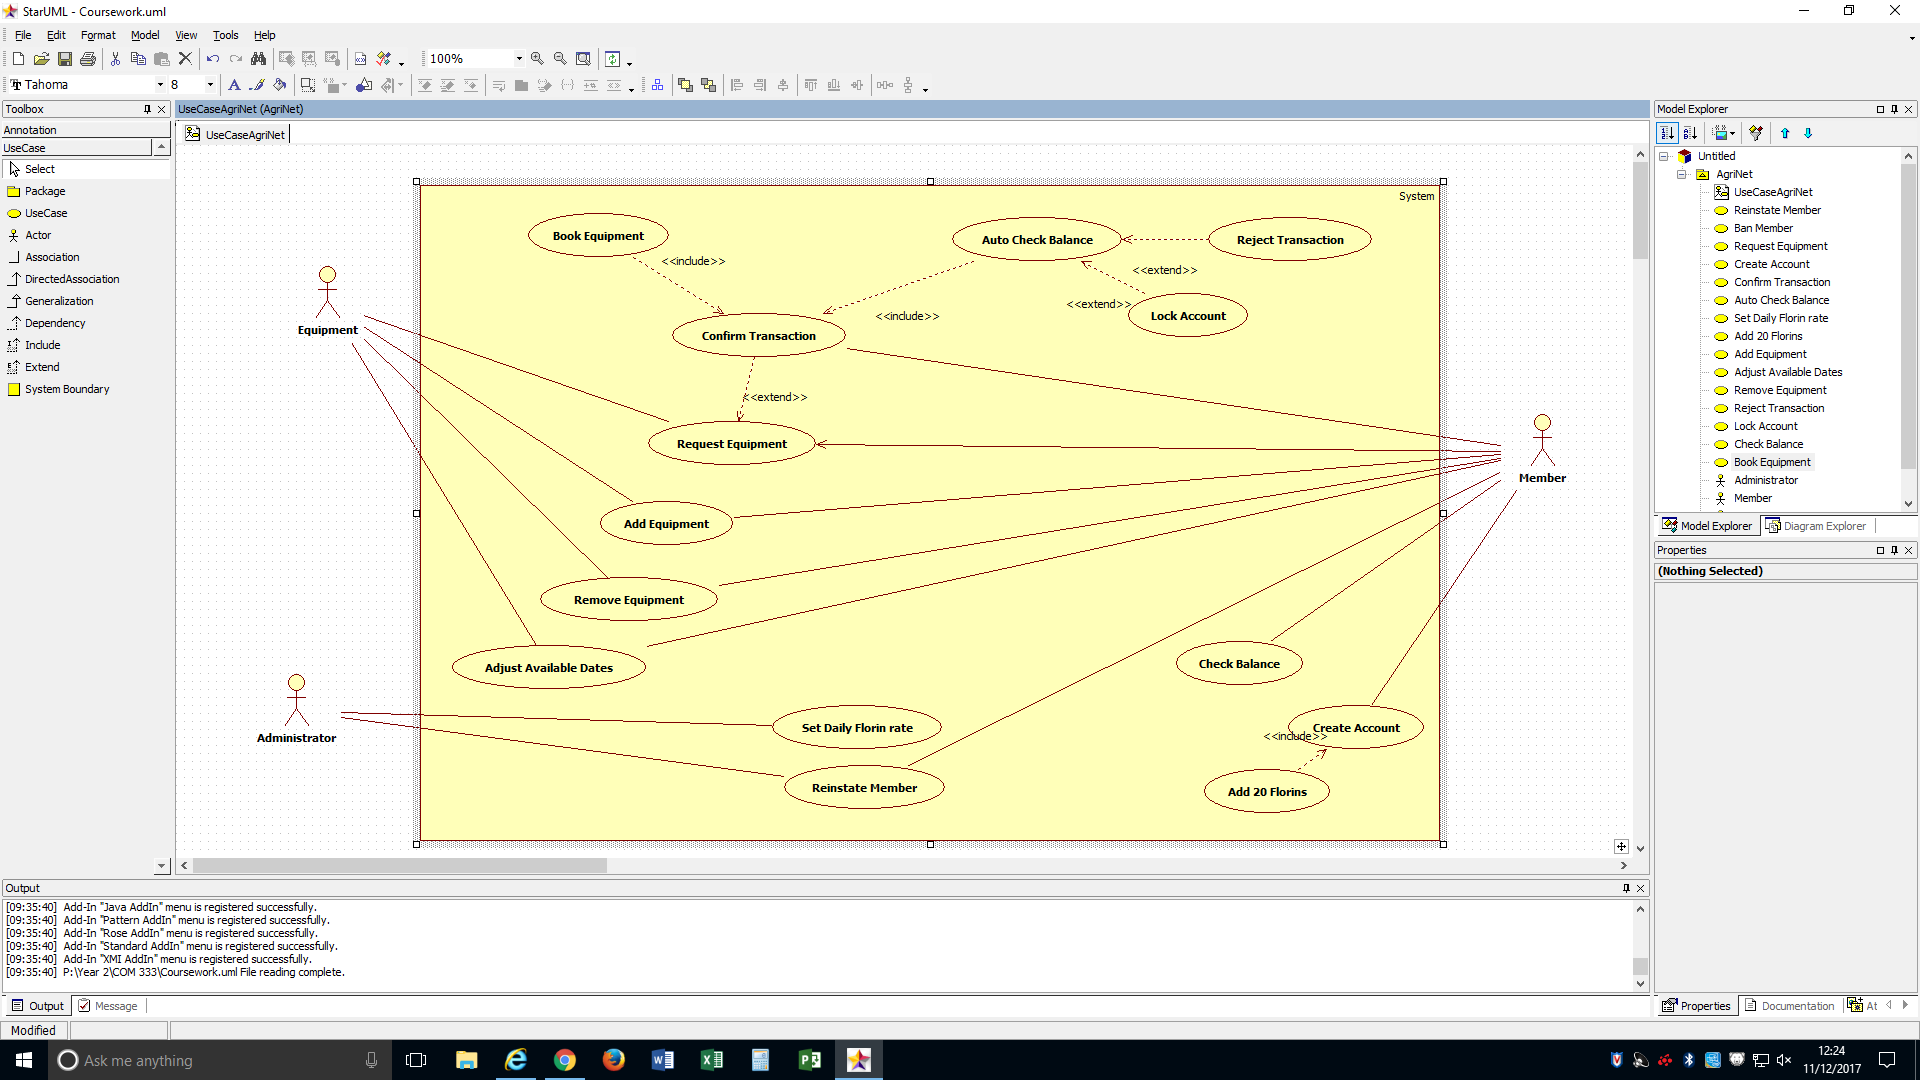 StarUML - Coursework.uml
File Edit Format Model View Tools Help
100%
Tahoma 8
Toolbox
Annotation
UseCase
Select
Package
UseCase
Actor
Association
DirectedAssociation
Generalization
Dependency
Include
Extend
System Boundary
UseCaseAgriNet (AgriNet)
UseCaseAgriNet
System
Book Equipment
Auto Check Balance
Reject Transaction
<<include>>
<<extend>>
<<extend>>
Lock Account
<<include>>
Equipment
Confirm Transaction
<<extend>>
Request Equipment
Member
Add Equipment
Remove Equipment
Adjust Available Dates
Check Balance
Administrator
Set Daily Florin rate
Create Account
<<include>>
Reinstate Member
Add 20 Florins
Model Explorer
Untitled
AgriNet
UseCaseAgriNet
Reinstate Member
Ban Member
Request Equipment
Create Account
Confirm Transaction
Auto Check Balance
Set Daily Florin rate
Add 20 Florins
Add Equipment
Adjust Available Dates
Remove Equipment
Reject Transaction
Lock Account
Check Balance
Book Equipment
Administrator
Member
Model Explorer Diagram Explorer
Properties
(Nothing Selected)
Properties Documentation At
Output
[09:35:40] Add-In "Java AddIn" menu is registered successfully.
[09:35:40] Add-In "Pattern AddIn" menu is registered successfully.
[09:35:40] Add-In "Rose AddIn" menu is registered successfully.
[09:35:40] Add-In "Standard AddIn" menu is registered successfully.
[09:35:40] Add-In "XMI AddIn" menu is registered successfully.
[09:35:40] P:\Year 2\COM 333\Coursework.uml File reading complete.
Output Message
Modified
Ask me anything
12:24
11/12/2017